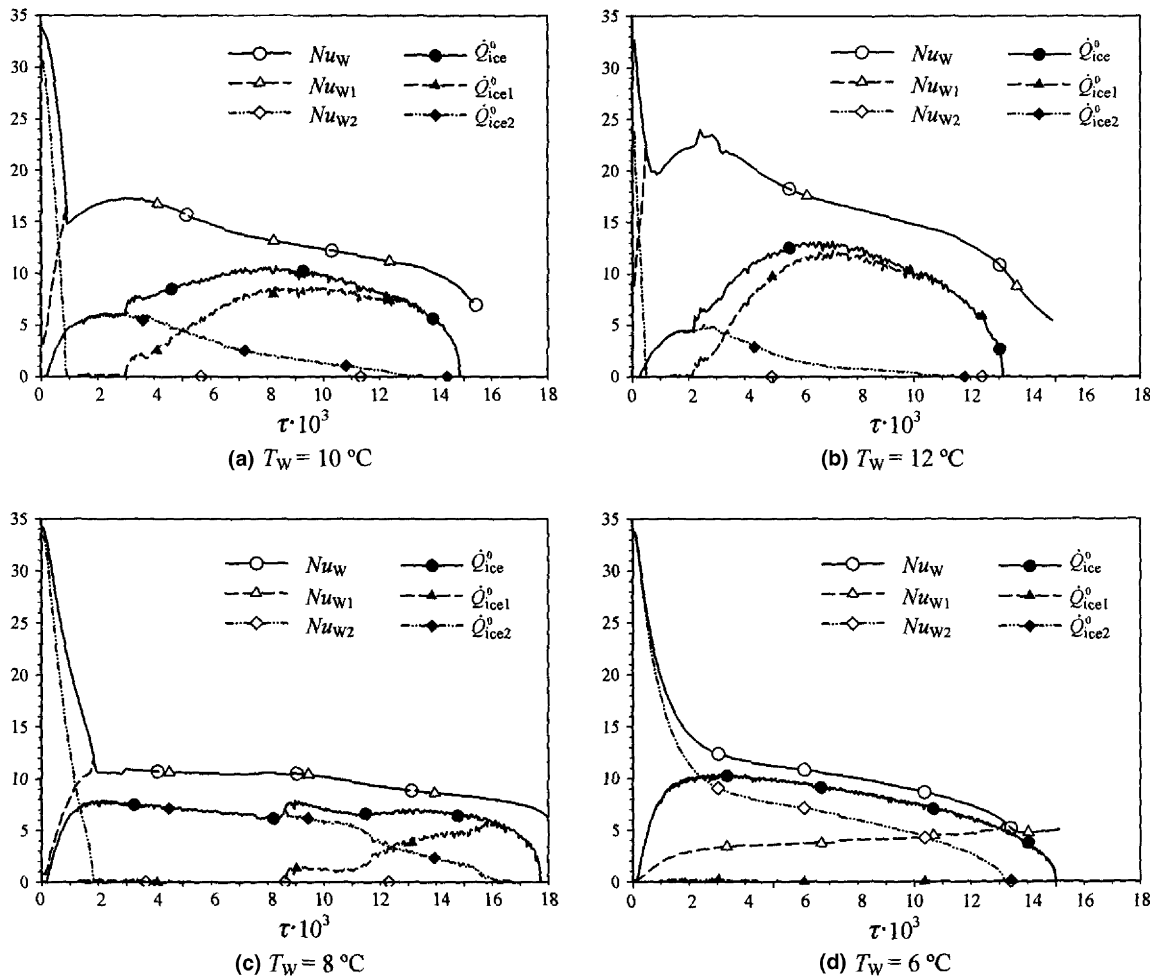 35
30
25
20
15
10
5
0
Nu_W
Nu_W1
Nu_W2
Q̇⁰_ice
Q̇⁰_ice1
Q̇⁰_ice2
0 2 4 6 8 10 12 14 16 18
τ·10³
(a) T_W = 10 ºC
35
30
25
20
15
10
5
0
Nu_W
Nu_W1
Nu_W2
Q̇⁰_ice
Q̇⁰_ice1
Q̇⁰_ice2
0 2 4 6 8 10 12 14 16 18
τ·10³
(b) T_W = 12 ºC
35
30
25
20
15
10
5
0
Nu_W
Nu_W1
Nu_W2
Q̇⁰_ice
Q̇⁰_ice1
Q̇⁰_ice2
0 2 4 6 8 10 12 14 16 18
τ·10³
(c) T_W = 8 ºC
35
30
25
20
15
10
5
0
Nu_W
Nu_W1
Nu_W2
Q̇⁰_ice
Q̇⁰_ice1
Q̇⁰_ice2
0 2 4 6 8 10 12 14 16 18
τ·10³
(d) T_W = 6 ºC